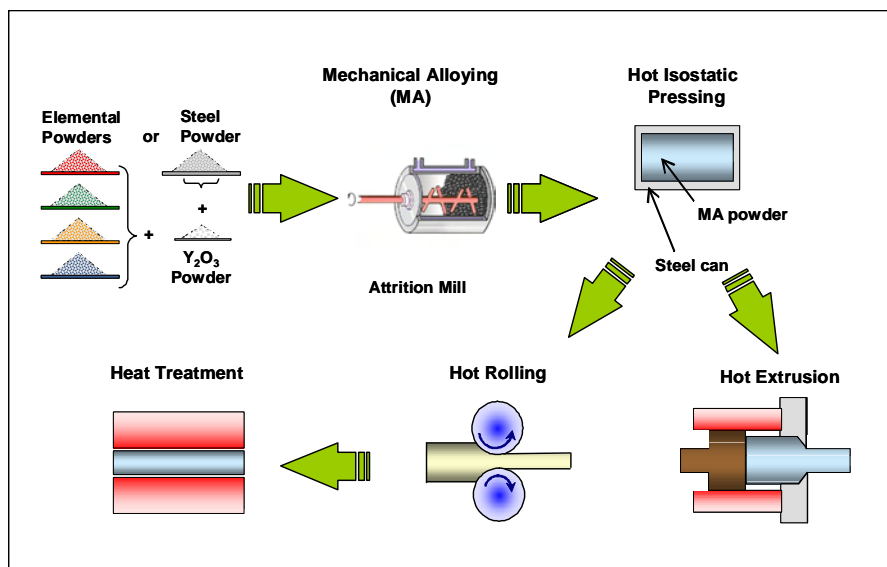 Mechanical Alloying
(MA)
Hot Isostatic
Pressing
Elemental
Powders
or
Steel
Powder
+
+
Y₂O₃
Powder
Attrition Mill
MA powder
Steel can
Heat Treatment
Hot Rolling
Hot Extrusion